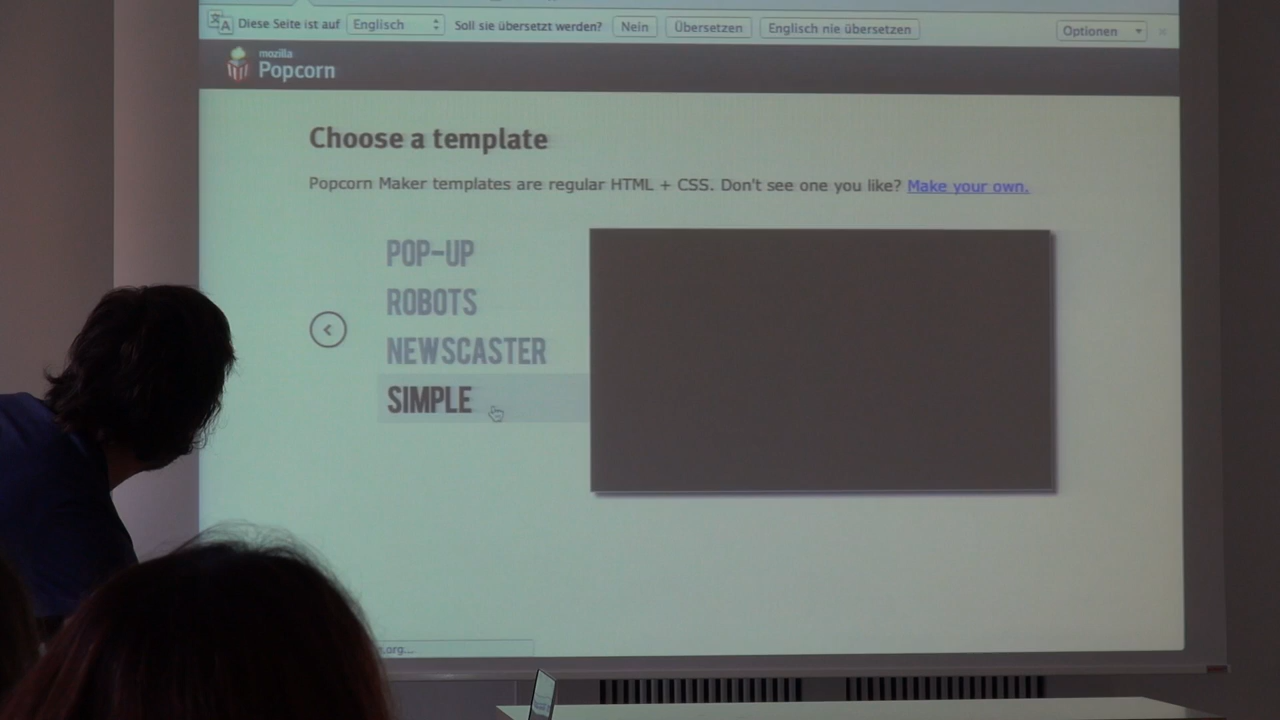 Diese Seite ist auf Englisch Soll sie übersetzt werden? Nein Übersetzen Englisch nie übersetzen Optionen
mozilla
Popcorn
Choose a template
Popcorn Maker templates are regular HTML + CSS. Don't see one you like? Make your own.
POP-UP
ROBOTS
NEWSCASTER
SIMPLE
.org...